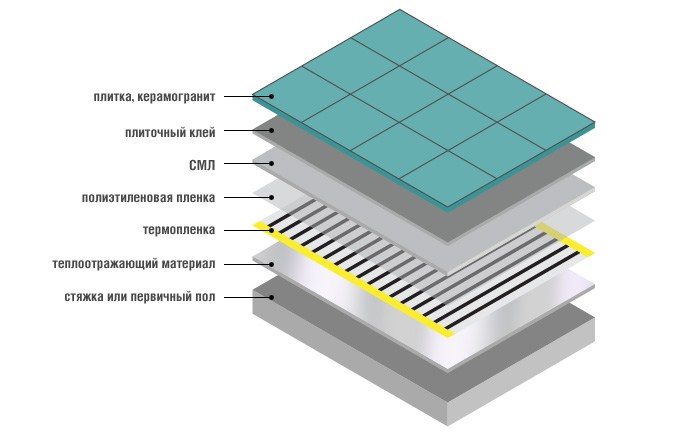 плитка, керамогранит
плиточный клей
СМЛ
полиэтиленовая пленка
термопленка
теплоотражающий материал
стяжка или первичный пол